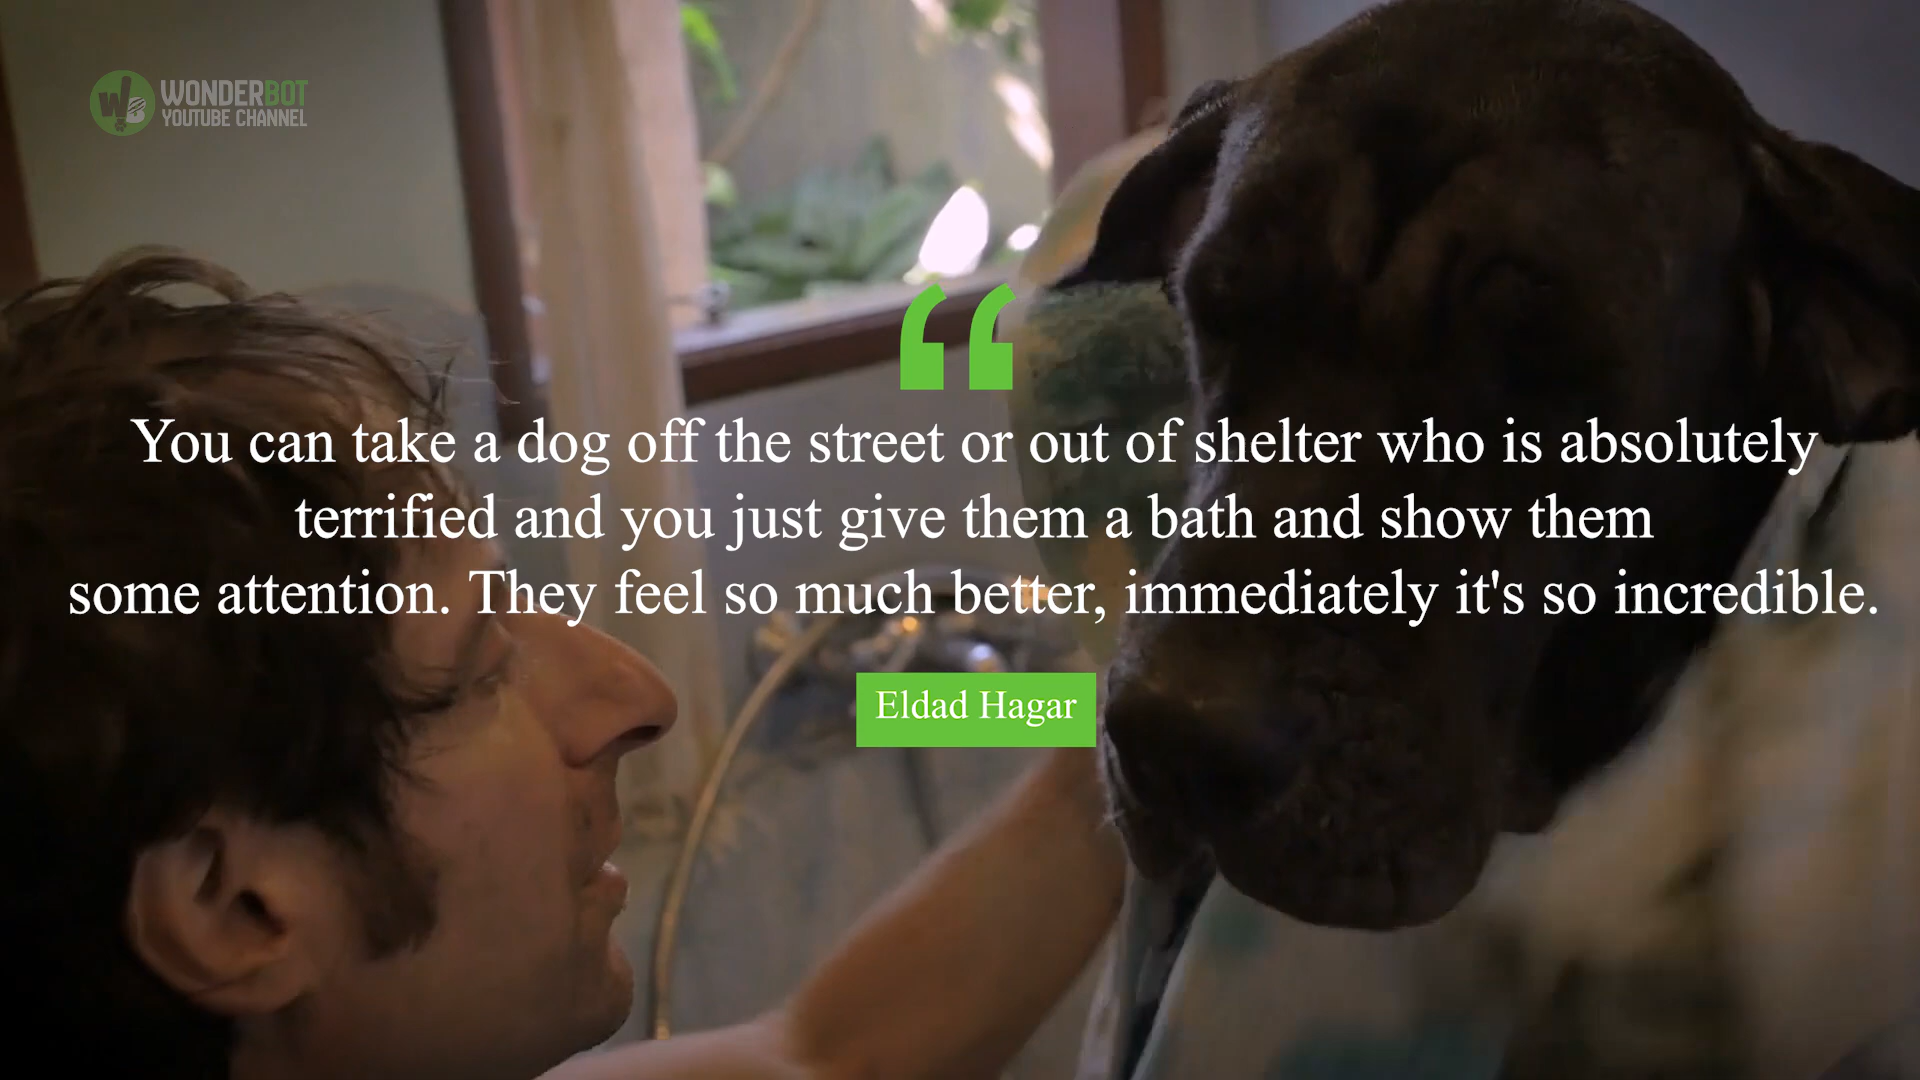 WONDERBOT
YOUTUBE CHANNEL
“
You can take a dog off the street or out of shelter who is absolutely
terrified and you just give them a bath and show them
some attention. They feel so much better, immediately it's so incredible.
Eldad Hagar